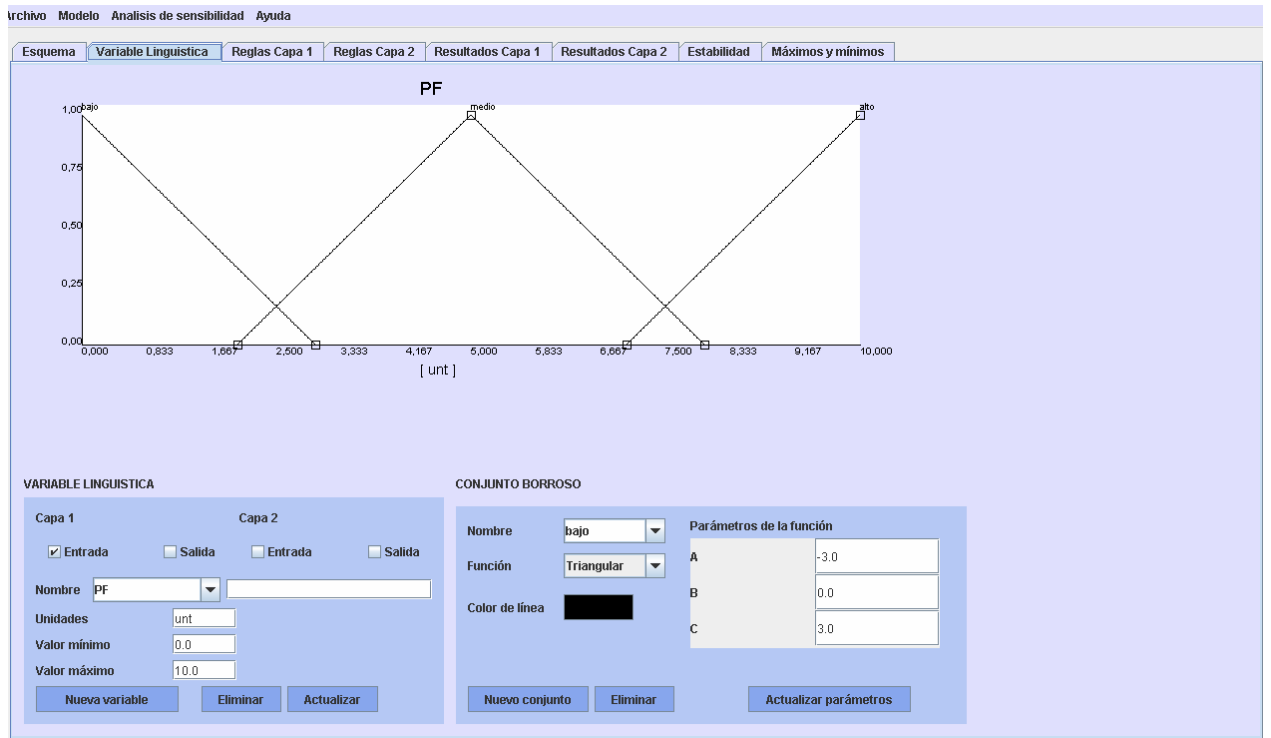 Archivo Modelo Analisis de sensibilidad Ayuda
Esquema Variable Linguistica Reglas Capa 1 Reglas Capa 2 Resultados Capa 1 Resultados Capa 2 Estabilidad Máximos y mínimos
PF
1,00 bajo medio alto
0,75
0,50
0,25
0,00
0,000 0,833 1,667 2,500 3,333 4,167 5,000 5,833 6,667 7,500 8,333 9,167 10,000
[ unt ]
VARIABLE LINGUISTICA
Capa 1 Capa 2
Entrada Salida Entrada Salida
Nombre PF
Unidades unt
Valor mínimo 0.0
Valor máximo 10.0
Nueva variable Eliminar Actualizar
CONJUNTO BORROSO
Nombre bajo
Función Triangular
Color de línea
Parámetros de la función
A -3.0
B 0.0
C 3.0
Nuevo conjunto Eliminar Actualizar parámetros